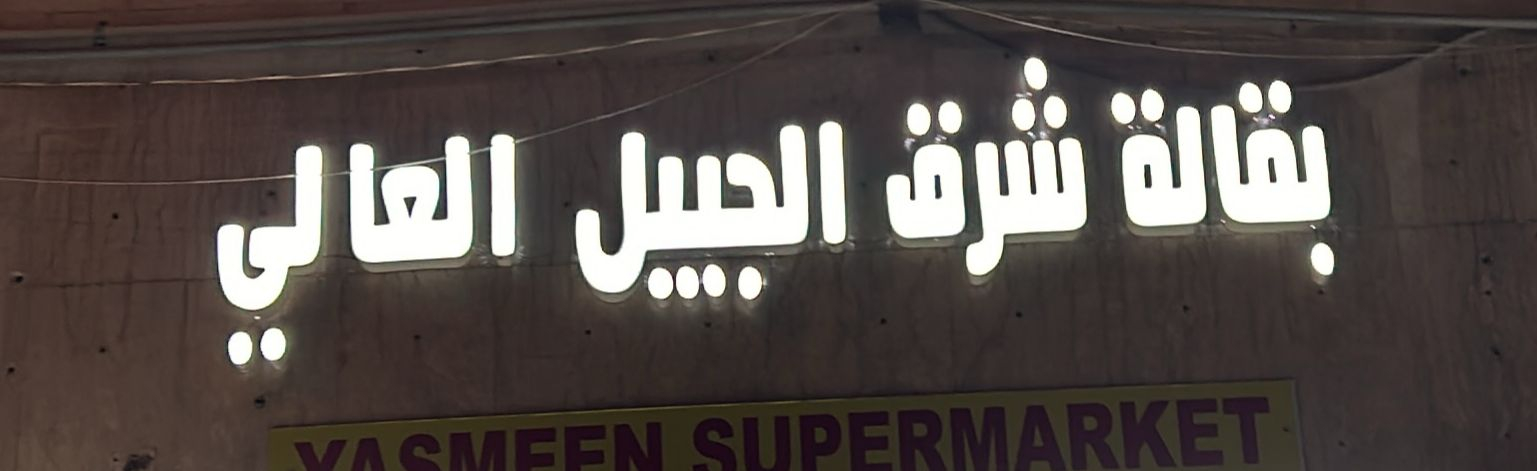 بقالة شرق الجبيل العالي
YASMEEN SUPERMARKET